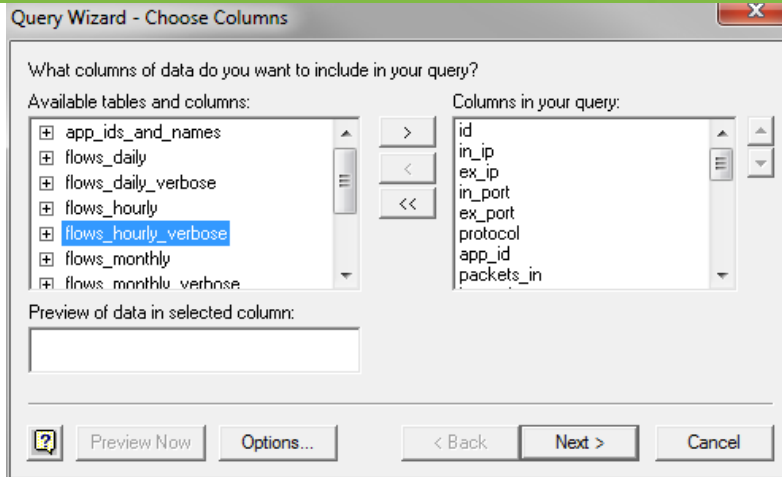 Query Wizard - Choose Columns
What columns of data do you want to include in your query?
Available tables and columns:
Columns in your query:
app_ids_and_names
flows_daily
flows_daily_verbose
flows_hourly
flows_hourly_verbose
flows_monthly
flows_monthly_verbose
>
<
<<
id
in_ip
ex_ip
in_port
ex_port
protocol
app_id
packets_in
Preview of data in selected column:
Preview Now
Options...
< Back
Next >
Cancel